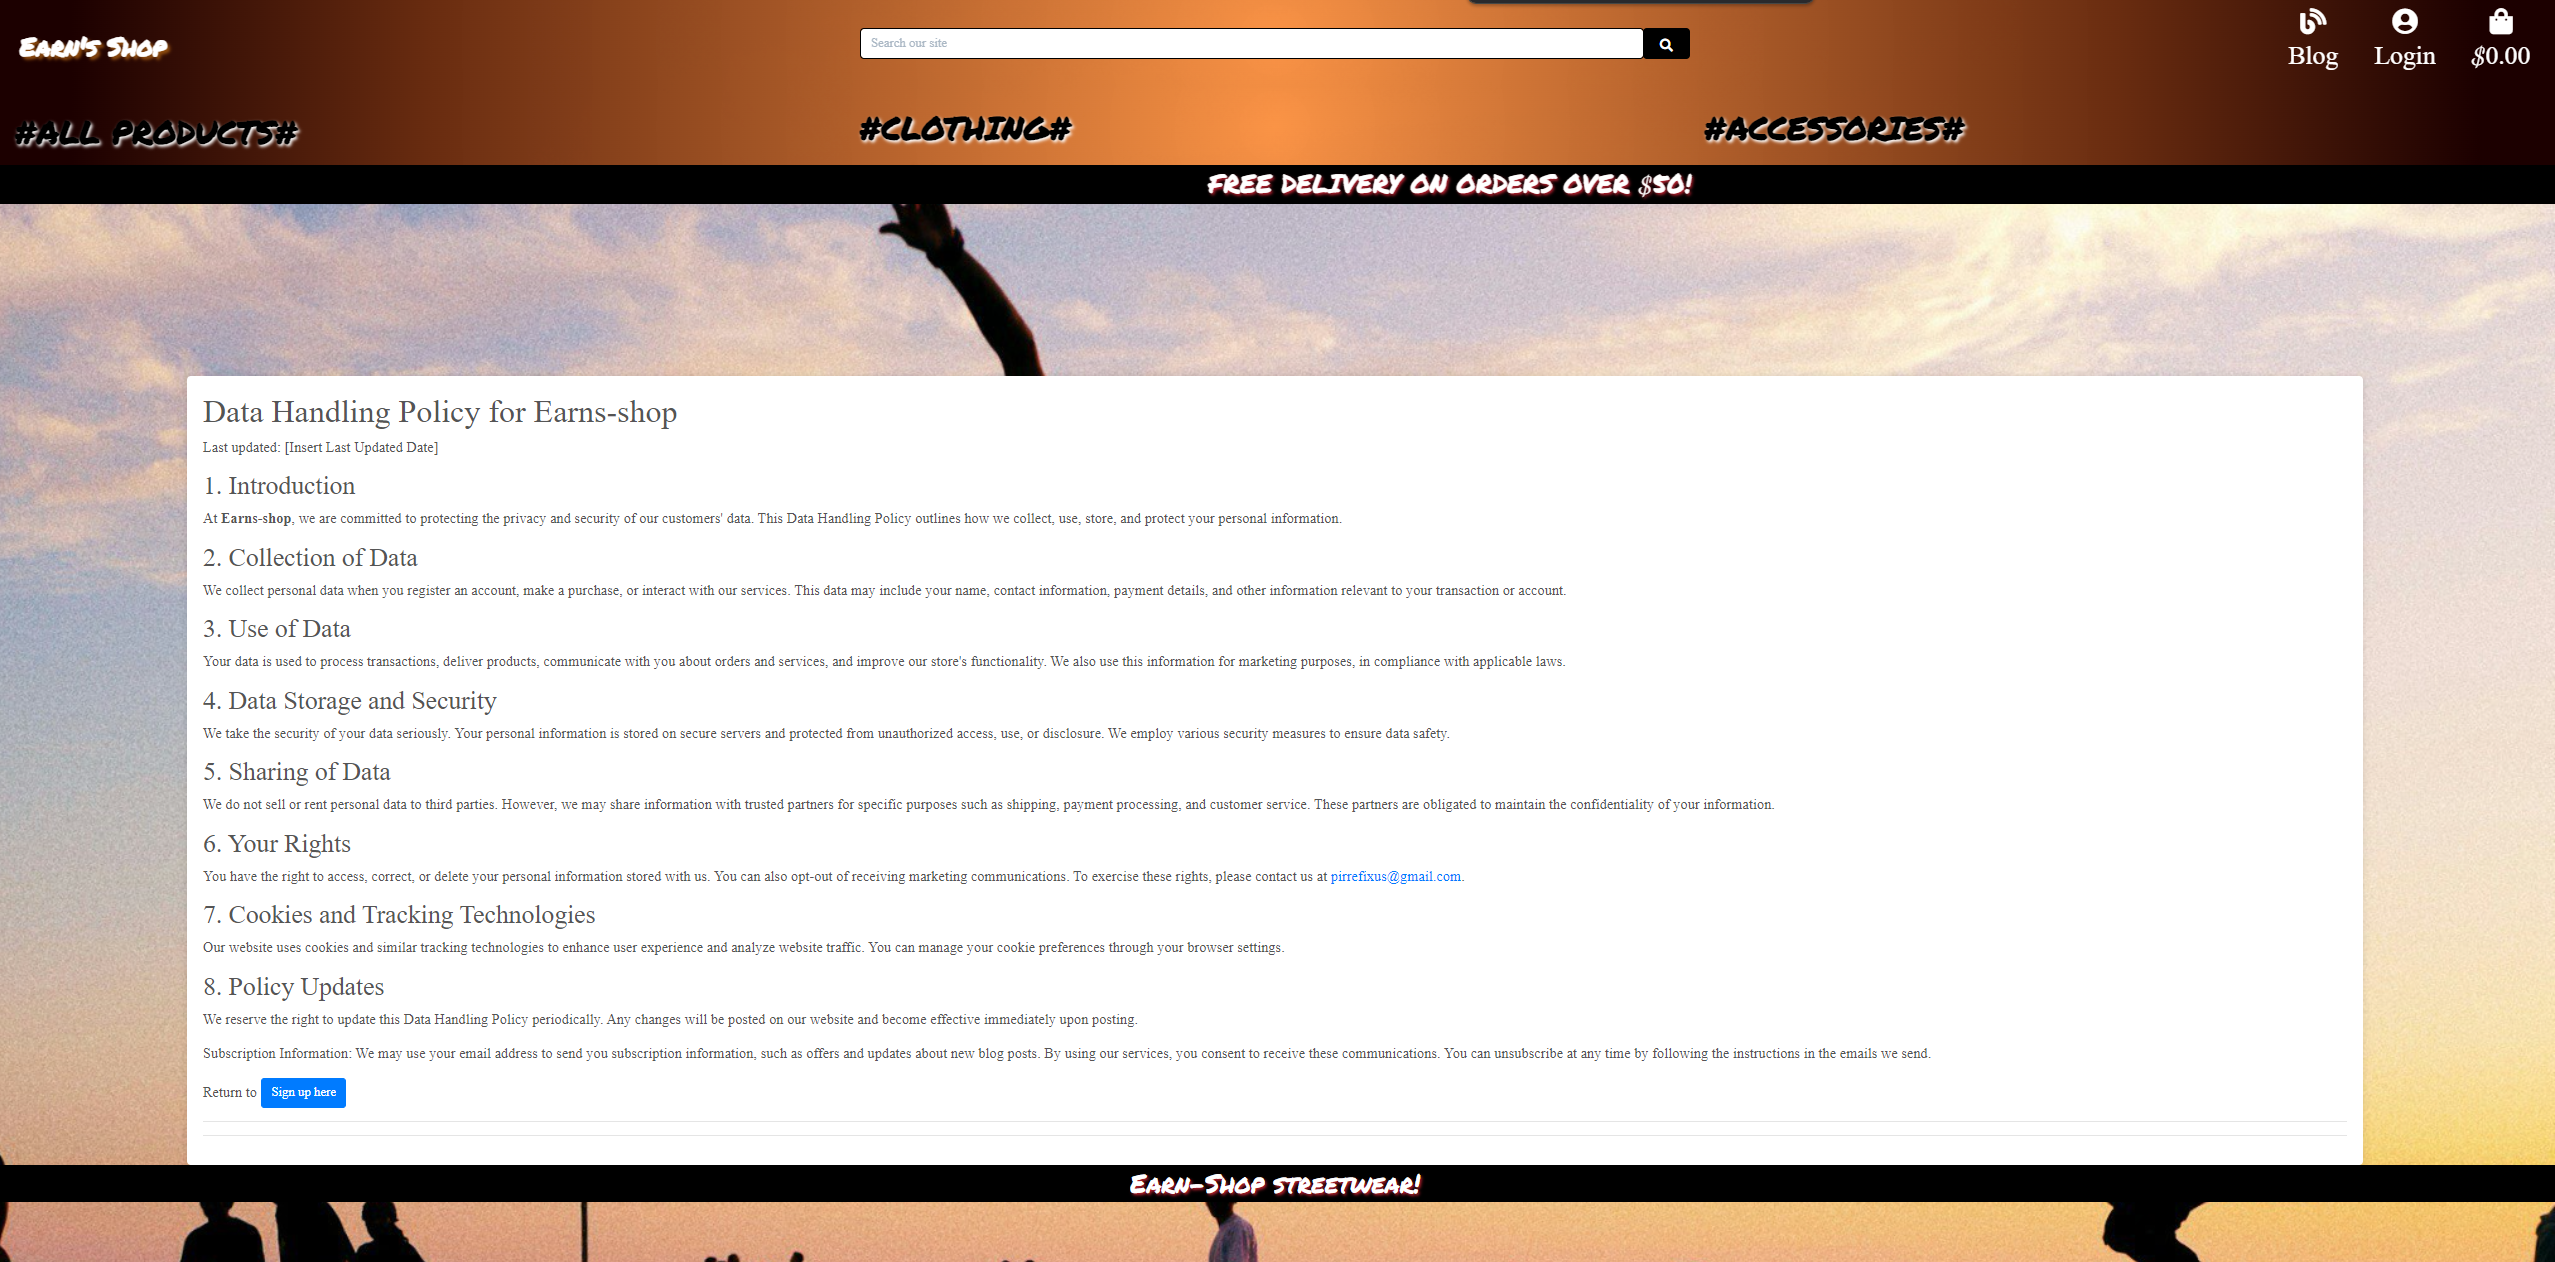 Earn's Shop
Search our site
Blog
Login
$0.00
#ALL PRODUCTS#
#CLOTHING#
#ACCESSORIES#
FREE DELIVERY ON ORDERS OVER $50!
Data Handling Policy for Earns-shop
Last updated: [Insert Last Updated Date]
1. Introduction
At Earns-shop, we are committed to protecting the privacy and security of our customers' data. This Data Handling Policy outlines how we collect, use, store, and protect your personal information.
2. Collection of Data
We collect personal data when you register an account, make a purchase, or interact with our services. This data may include your name, contact information, payment details, and other information relevant to your transaction or account.
3. Use of Data
Your data is used to process transactions, deliver products, communicate with you about orders and services, and improve our store's functionality. We also use this information for marketing purposes, in compliance with applicable laws.
4. Data Storage and Security
We take the security of your data seriously. Your personal information is stored on secure servers and protected from unauthorized access, use, or disclosure. We employ various security measures to ensure data safety.
5. Sharing of Data
We do not sell or rent personal data to third parties. However, we may share information with trusted partners for specific purposes such as shipping, payment processing, and customer service. These partners are obligated to maintain the confidentiality of your information.
6. Your Rights
You have the right to access, correct, or delete your personal information stored with us. You can also opt-out of receiving marketing communications. To exercise these rights, please contact us at pirrefixus@gmail.com.
7. Cookies and Tracking Technologies
Our website uses cookies and similar tracking technologies to enhance user experience and analyze website traffic. You can manage your cookie preferences through your browser settings.
8. Policy Updates
We reserve the right to update this Data Handling Policy periodically. Any changes will be posted on our website and become effective immediately upon posting.
Subscription Information: We may use your email address to send you subscription information, such as offers and updates about new blog posts. By using our services, you consent to receive these communications. You can unsubscribe at any time by following the instructions in the emails we send.
Return to Sign up here
Earn-Shop streetwear!